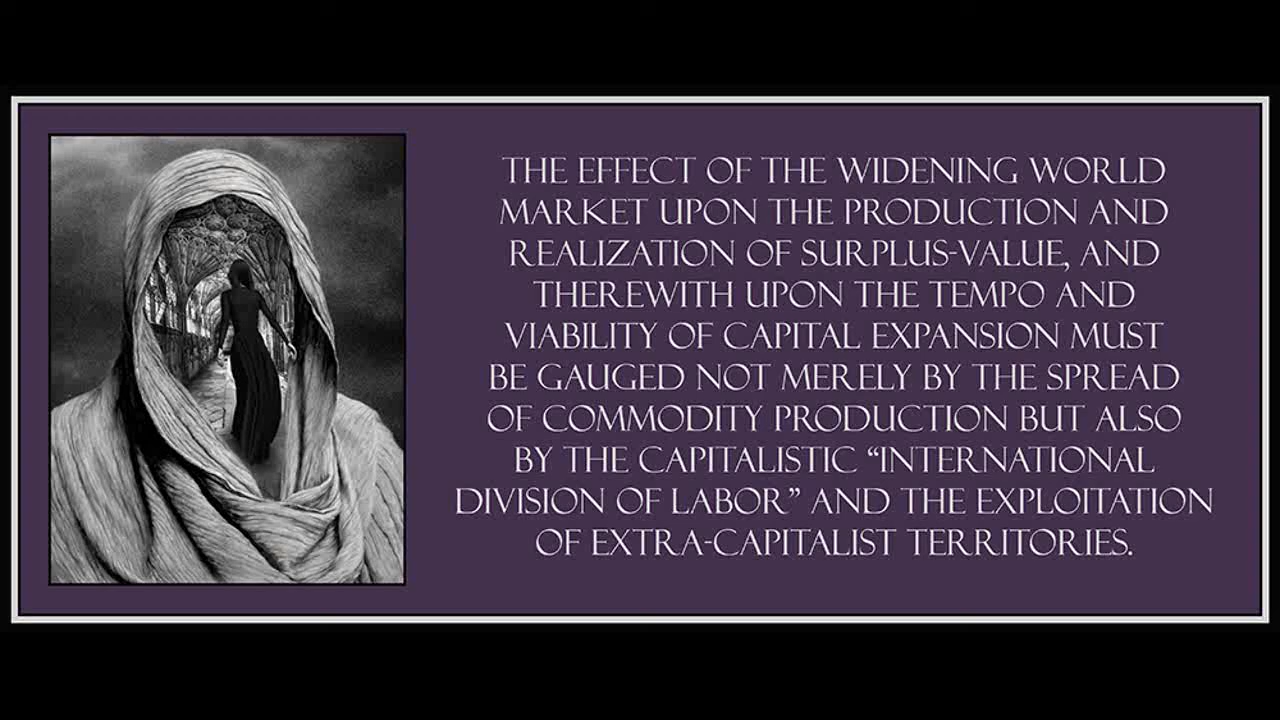 THE EFFECT OF THE WIDENING WORLD
MARKET UPON THE PRODUCTION AND
REALIZATION OF SURPLUS-VALUE, AND
THEREWITH UPON THE TEMPO AND
VIABILITY OF CAPITAL EXPANSION MUST
BE GAUGED NOT MERELY BY THE SPREAD
OF COMMODITY PRODUCTION BUT ALSO
BY THE CAPITALISTIC “INTERNATIONAL
DIVISION OF LABOR” AND THE EXPLOITATION
OF EXTRA-CAPITALIST TERRITORIES.